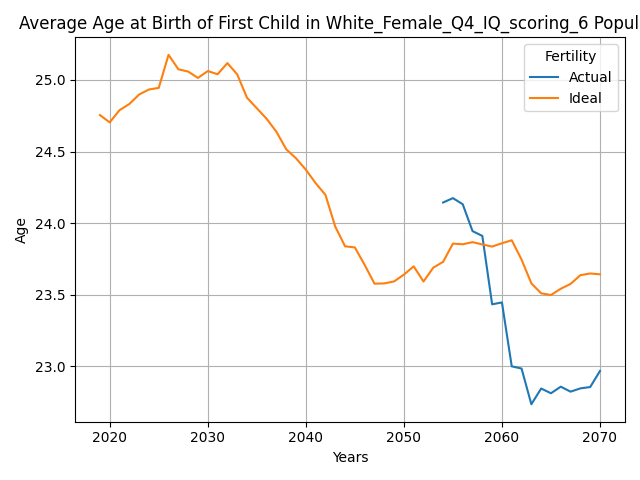 Average Age at Birth of First Child in White_Female_Q4_IQ_scoring_6 Popul
Fertility
Actual
Ideal
25.0
24.5
24.0
23.5
23.0
Age
2020 2030 2040 2050 2060 2070
Years